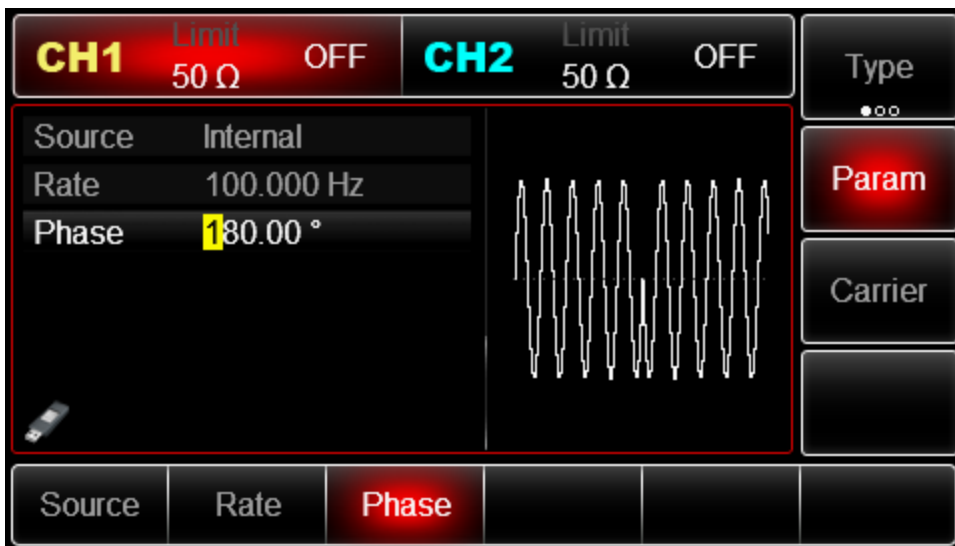 CH1 Limit 50 Ω OFF
CH2 Limit 50 Ω OFF
Type
Source Internal
Rate 100.000 Hz
Phase 180.00 °
Param
Carrier
Source Rate Phase